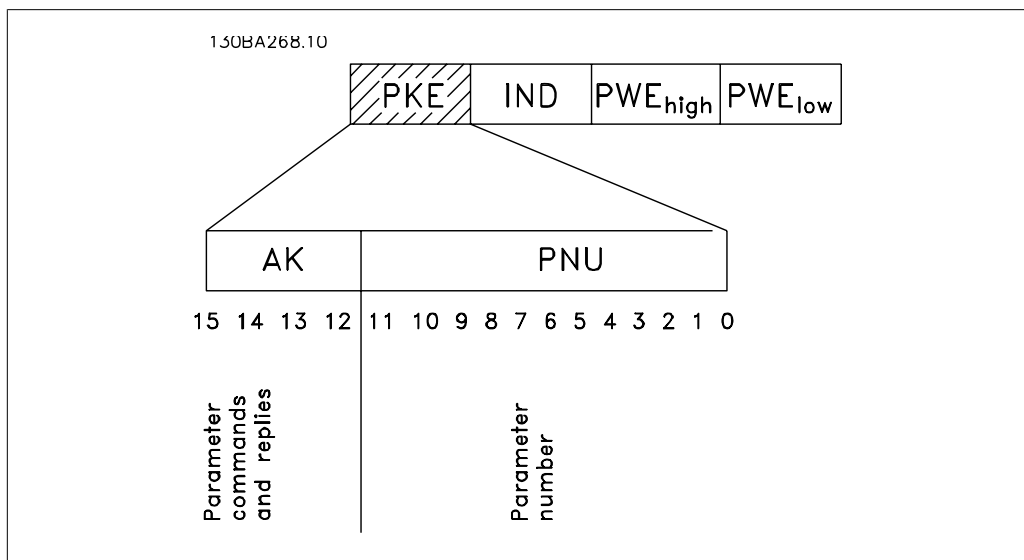 130BA268.10
PKE IND PWEhigh PWElow
AK PNU
15 14 13 12 11 10 9 8 7 6 5 4 3 2 1 0
Parameter
commands
and replies
Parameter
number